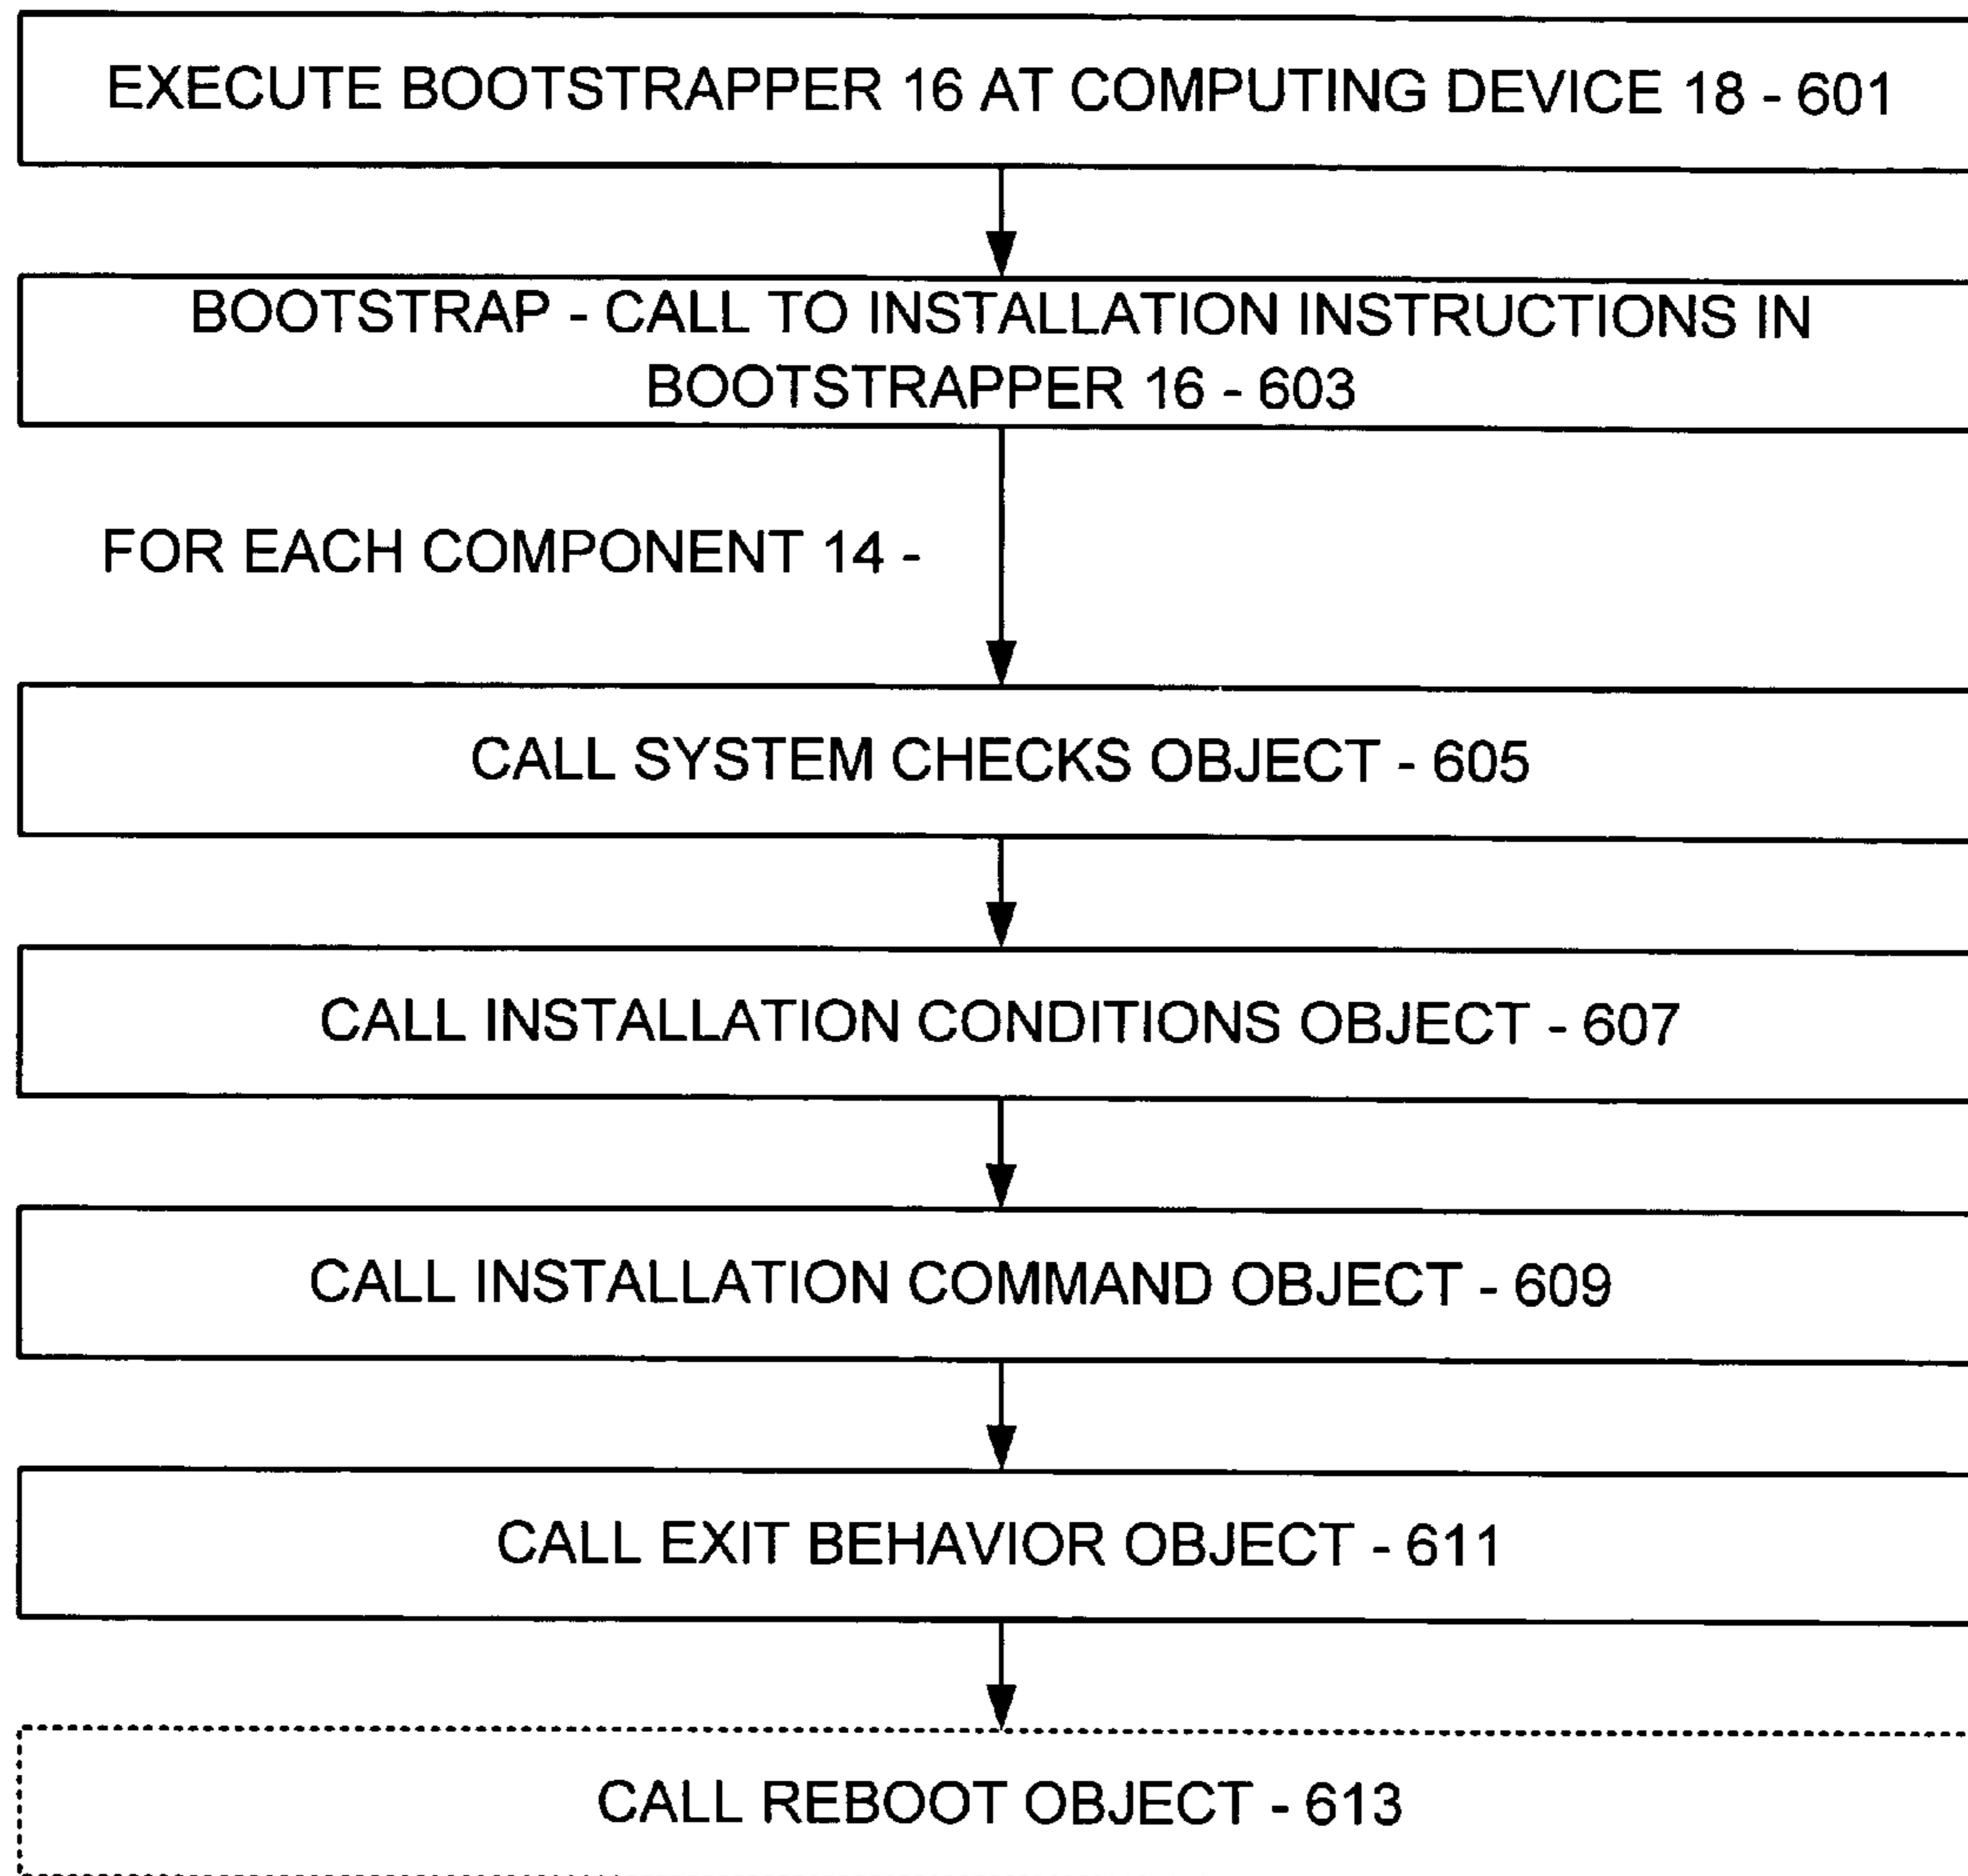 EXECUTE BOOTSTRAPPER 16 AT COMPUTING DEVICE 18 - 601
BOOTSTRAP - CALL TO INSTALLATION INSTRUCTIONS IN
BOOTSTRAPPER 16 - 603
FOR EACH COMPONENT 14 -
CALL SYSTEM CHECKS OBJECT - 605
CALL INSTALLATION CONDITIONS OBJECT - 607
CALL INSTALLATION COMMAND OBJECT - 609
CALL EXIT BEHAVIOR OBJECT - 611
CALL REBOOT OBJECT - 613